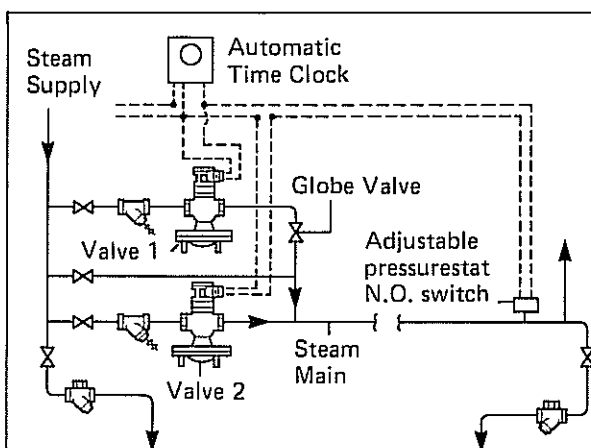 Steam
Supply
Automatic
Time Clock
Globe Valve
Valve 1
Adjustable
pressurestat
N.O. switch
Steam
Main
Valve 2